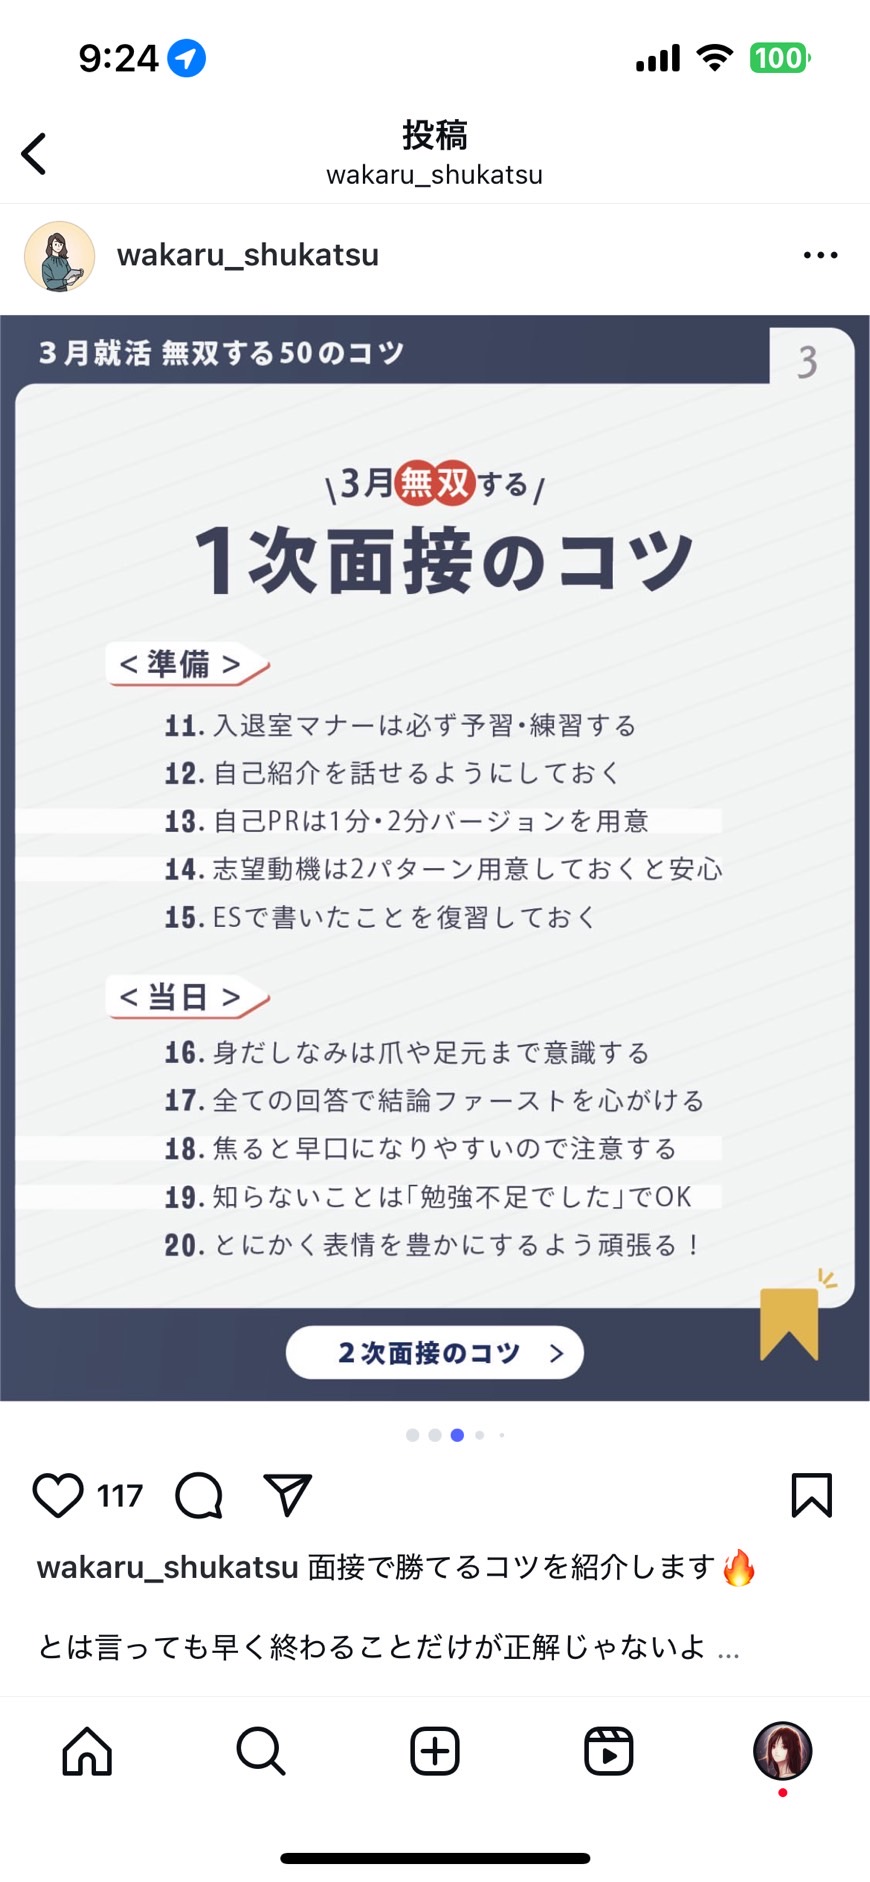 9:24
100
投稿
wakaru_shukatsu
wakaru_shukatsu
3月就活 無双する50のコツ
3
\3月無双する/
1次面接のコツ
<準備>
11. 入退室マナーは必ず予習・練習する
12. 自己紹介を話せるようにしておく
13. 自己PRは1分・2分バージョンを用意
14. 志望動機は2パターン用意しておくと安心
15. ESで書いたことを復習しておく
<当日>
16. 身だしなみは爪や足元まで意識する
17. 全ての回答で結論ファーストを心がける
18. 焦ると早口になりやすいので注意する
19. 知らないことは「勉強不足でした」でOK
20. とにかく表情を豊かにするよう頑張る！
2次面接のコツ >
117
wakaru_shukatsu 面接で勝てるコツを紹介します🔥
とは言っても早く終わることだけが正解じゃないよ ...